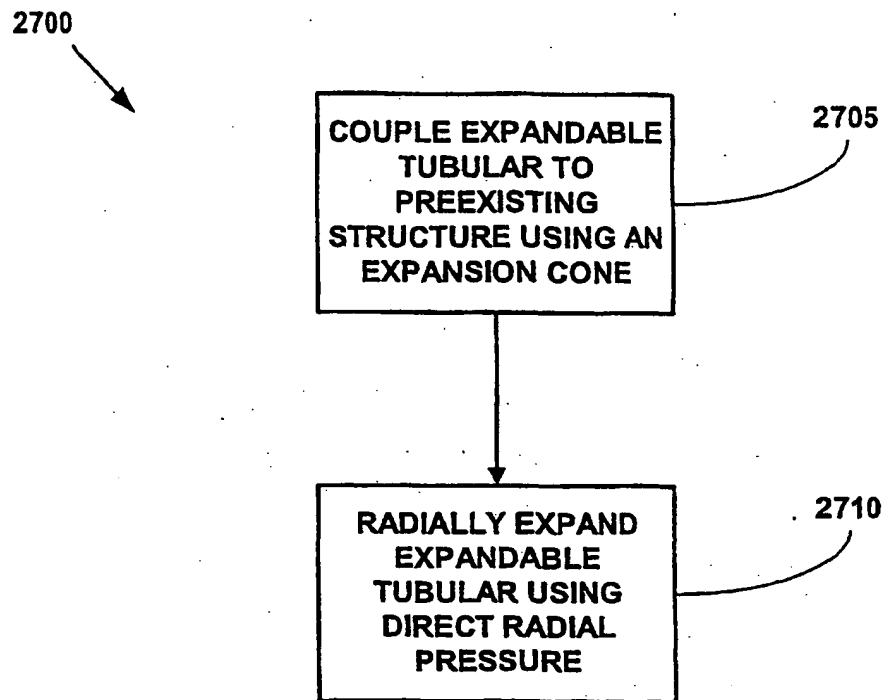 2700
COUPLE EXPANDABLE
TUBULAR TO
PREEXISTING
STRUCTURE USING AN
EXPANSION CONE
2705
RADIALLY EXPAND
EXPANDABLE
TUBULAR USING
DIRECT RADIAL
PRESSURE
2710